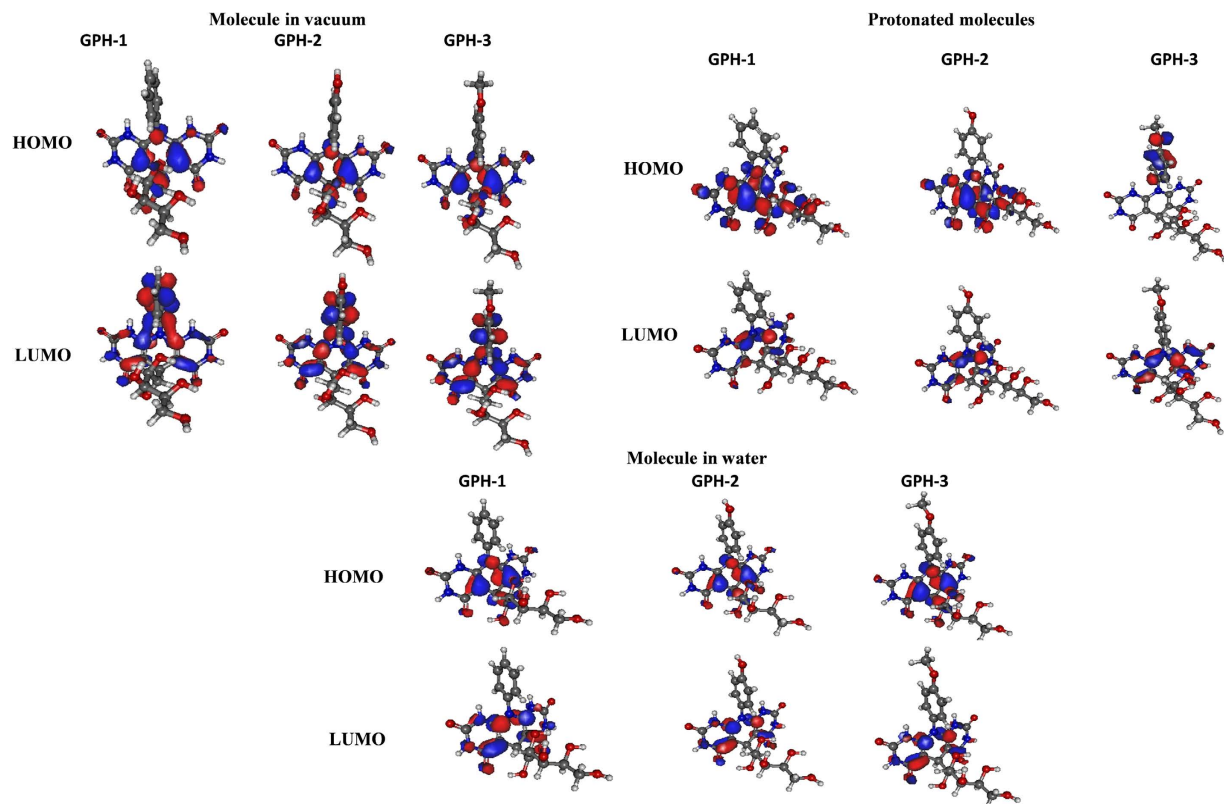 Molecule in vacuum
GPH-1 GPH-2 GPH-3
HOMO
LUMO
Protonated molecules
GPH-1 GPH-2 GPH-3
HOMO
LUMO
Molecule in water
GPH-1 GPH-2 GPH-3
HOMO
LUMO